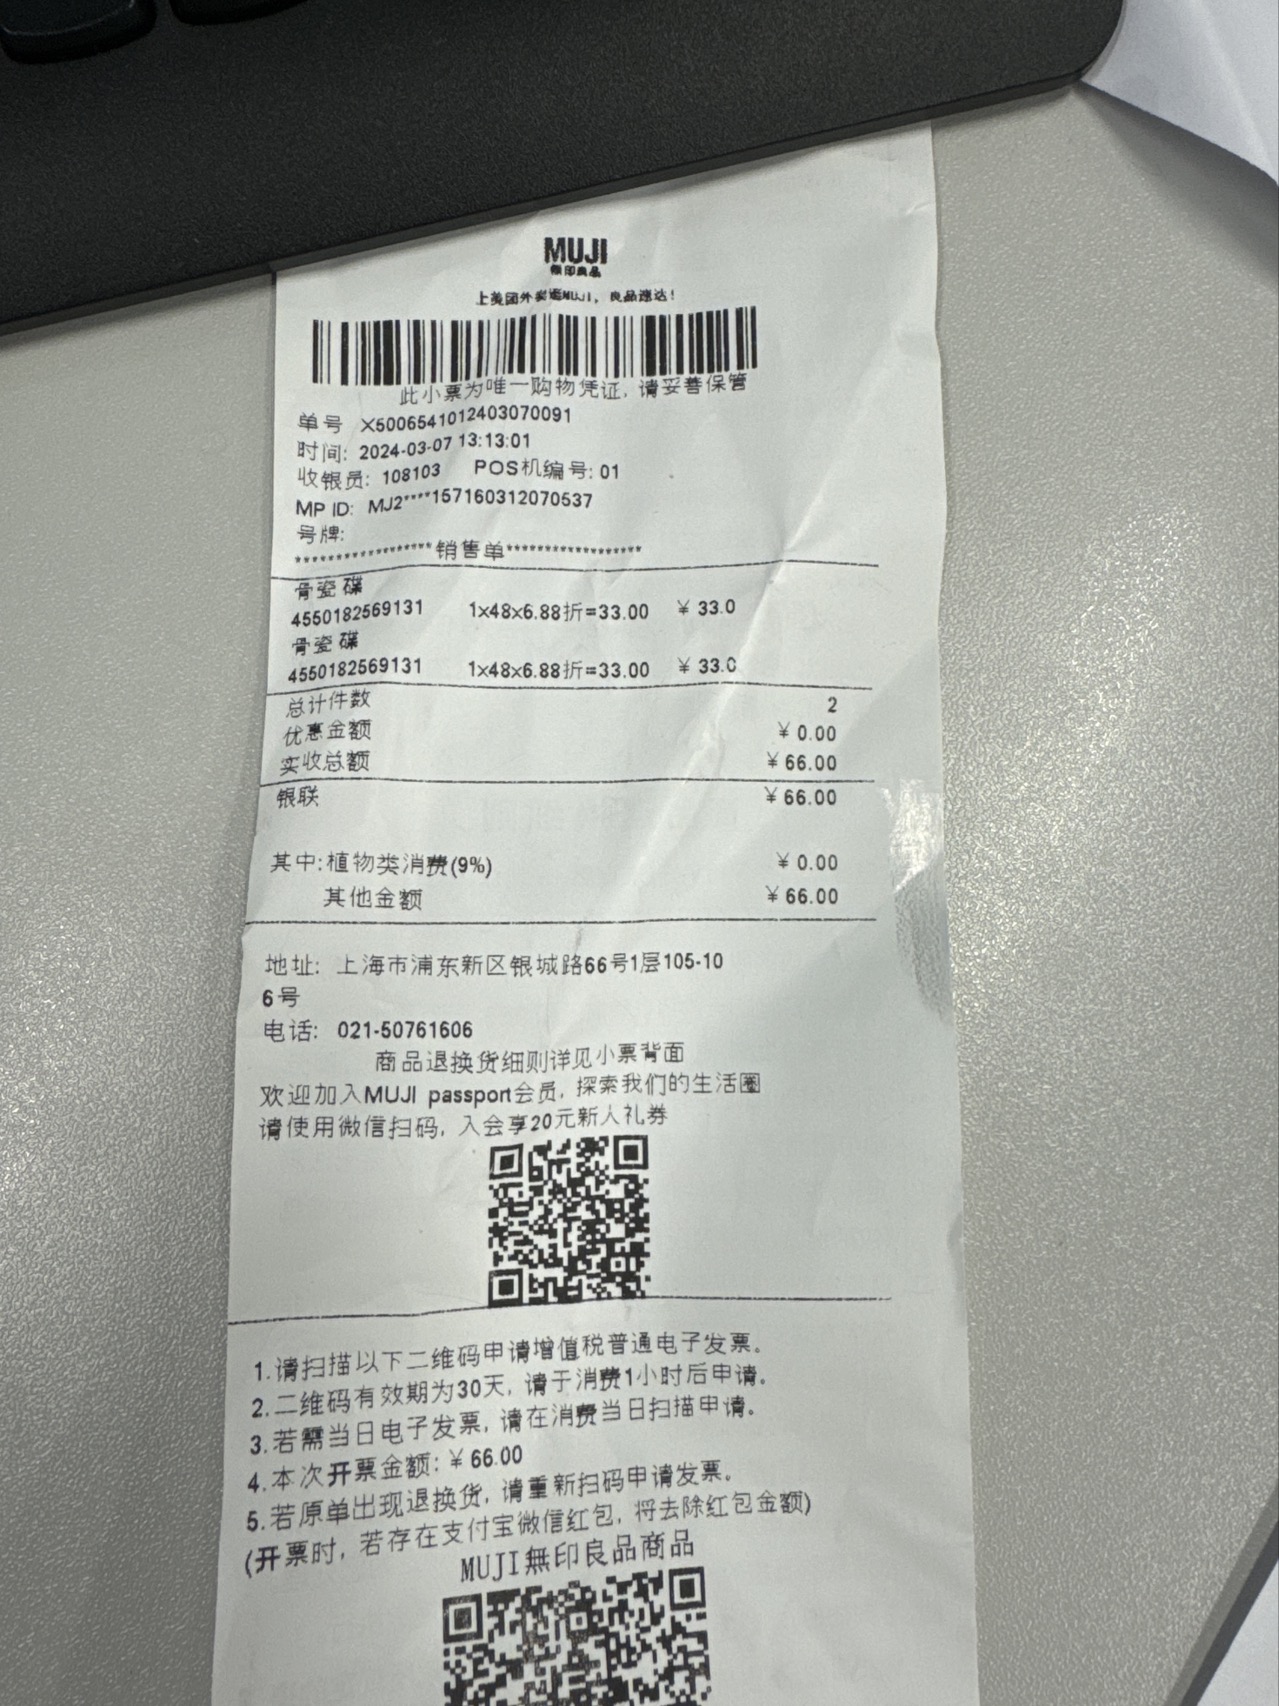 MUJI
無印良品
上美团外卖逛MUJI，良品速达！
此小票为唯一购物凭证，请妥善保管
单号 X5006541012403070091
时间: 2024-03-07 13:13:01
收银员: 108103 POS机编号: 01
MP ID: MJ2****157160312070537
号牌:
******************销售单******************
骨瓷碟
4550182569131 1x48x6.88折=33.00 ￥33.0
骨瓷碟
4550182569131 1x48x6.88折=33.00 ￥33.0
总计件数 2
优惠金额 ￥0.00
实收总额 ￥66.00
银联 ￥66.00
其中:植物类消费(9%) ￥0.00
其他金额 ￥66.00
地址: 上海市浦东新区银城路66号1层105-10
6号
电话: 021-50761606
商品退换货细则详见小票背面
欢迎加入MUJI passport会员, 探索我们的生活圈
请使用微信扫码, 入会享20元新人礼券
1.请扫描以下二维码申请增值税普通电子发票。
2.二维码有效期为30天, 请于消费1小时后申请。
3.若需当日电子发票, 请在消费当日扫描申请。
4.本次开票金额: ￥66.00
5.若原单出现退换货, 请重新扫码申请发票。
(开票时, 若存在支付宝微信红包, 将去除红包金额)
MUJI無印良品商品